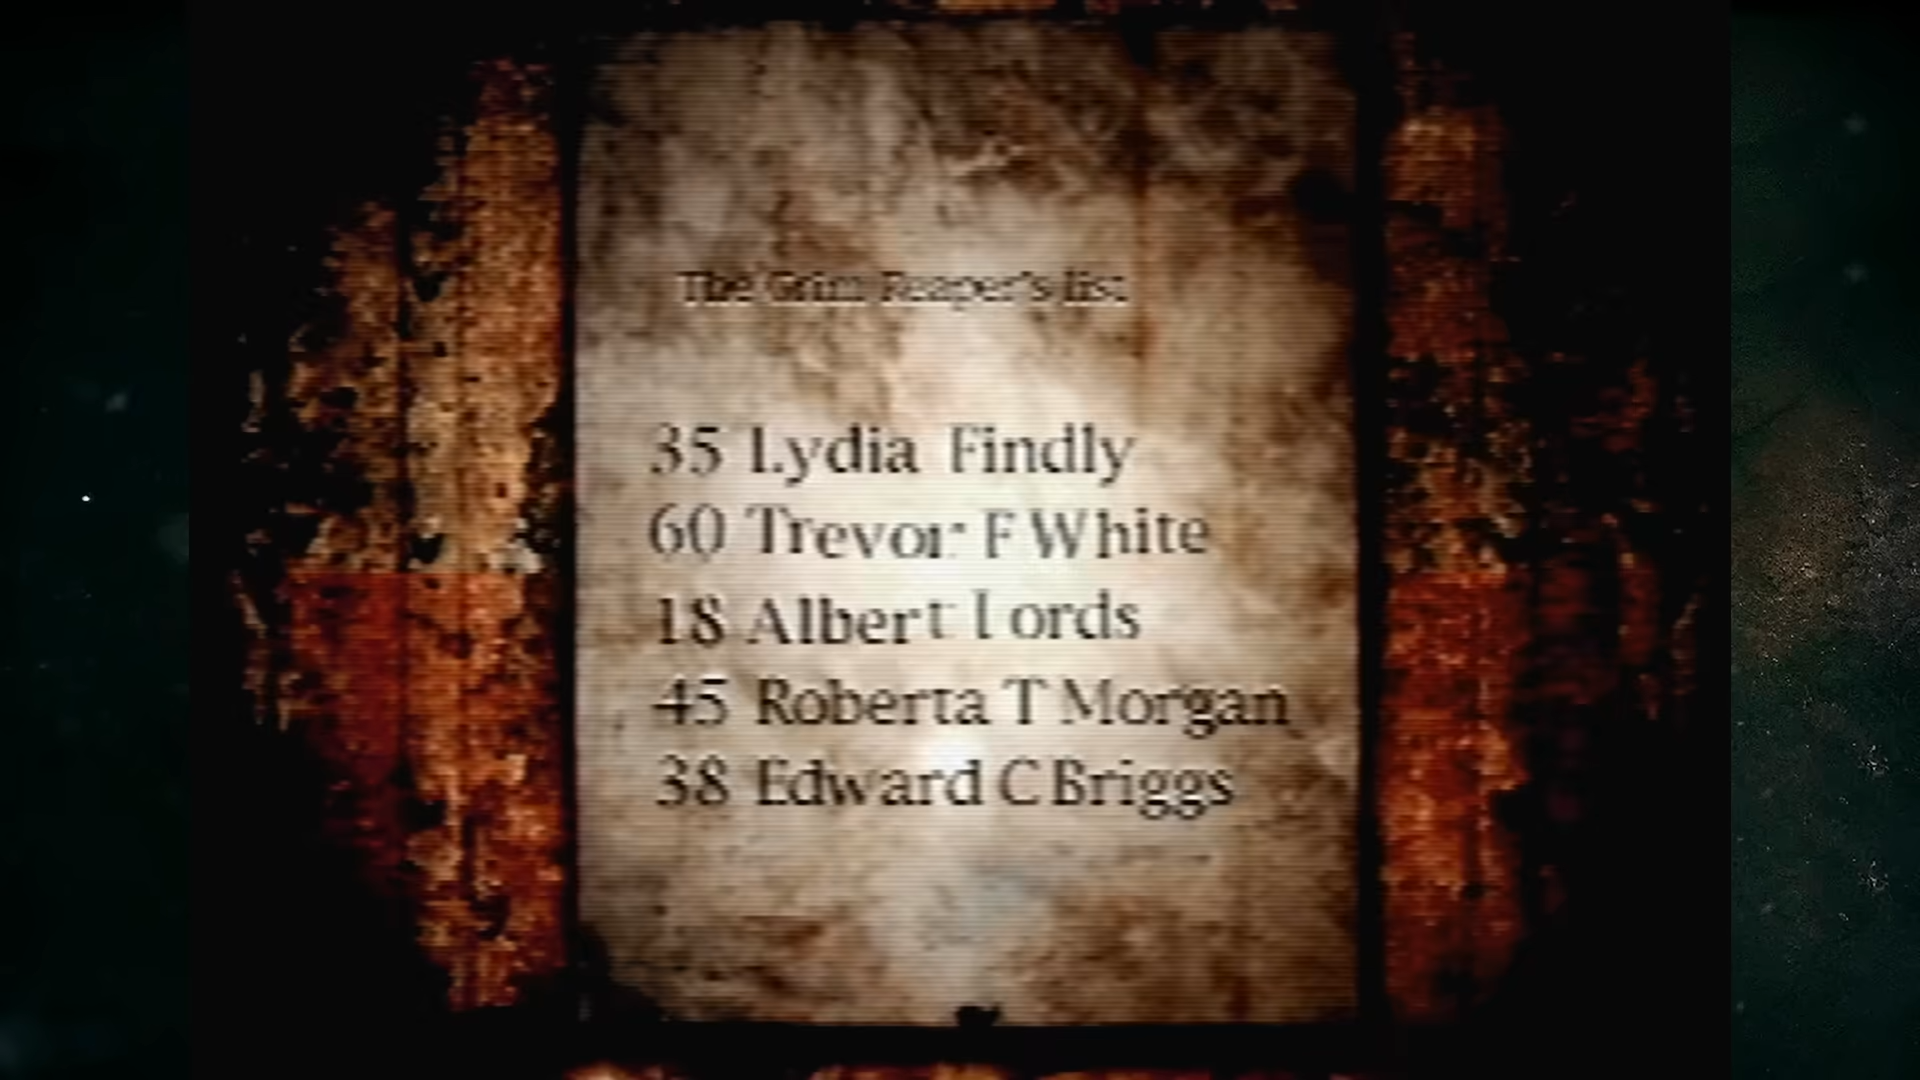 The Grim Reaper's list
35 Lydia Findly
60 Trevor F White
18 Albert Lords
45 Roberta T Morgan
38 Edward C Briggs